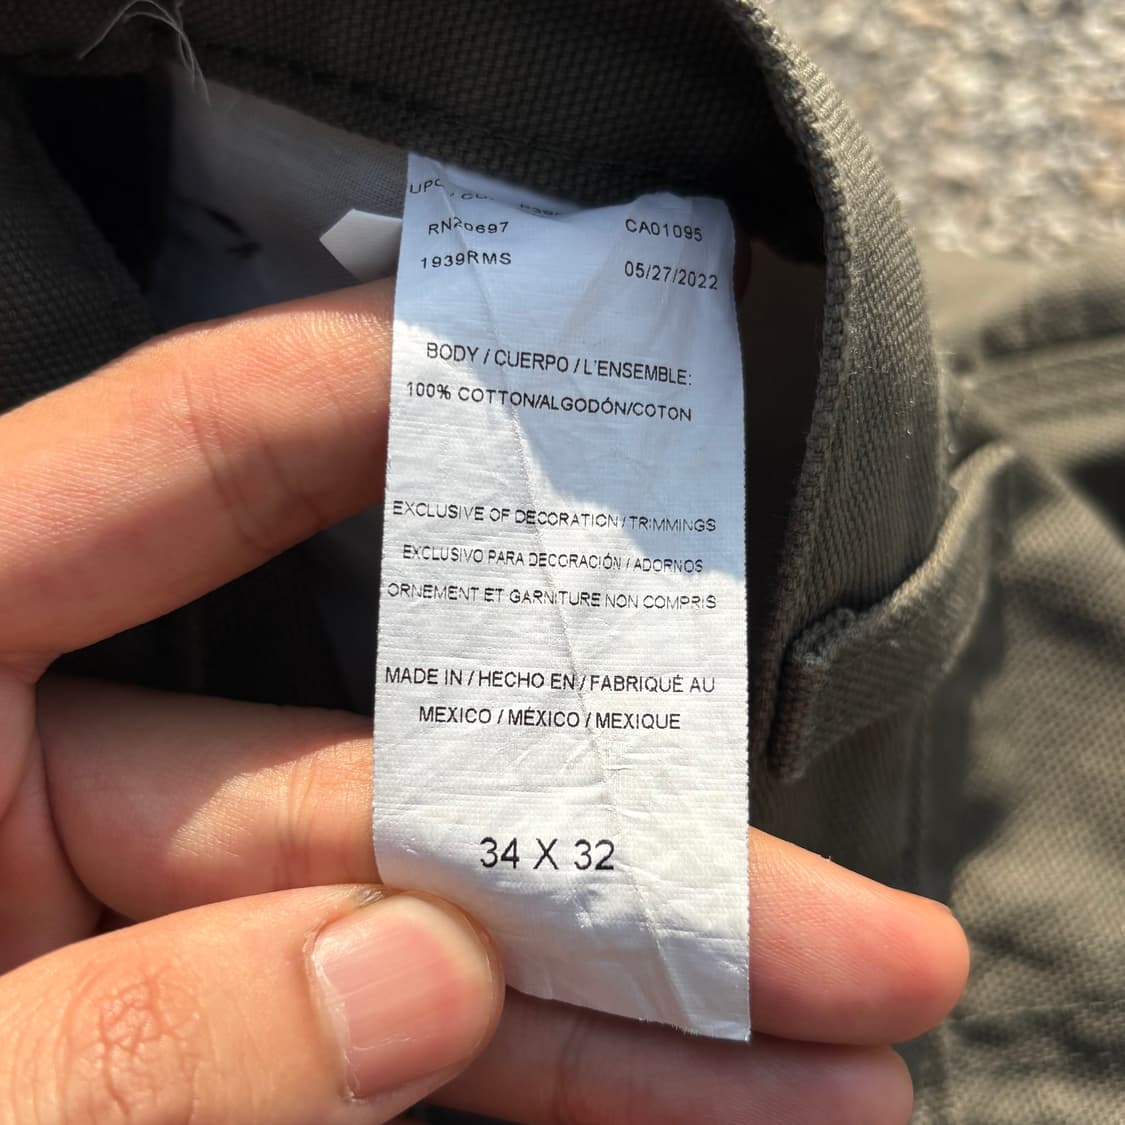 RN20697 CA01095
1939RMS 05/27/2022
BODY / CUERPO / L'ENSEMBLE:
100% COTTON/ALGODÓN/COTON
EXCLUSIVE OF DECORATION / TRIMMINGS
EXCLUSIVO PARA DECORACIÓN / ADORNOS
ORNEMENT ET GARNITURE NON COMPRIS
MADE IN / HECHO EN / FABRIQUÉ AU
MEXICO / MÉXICO / MEXIQUE
34 X 32